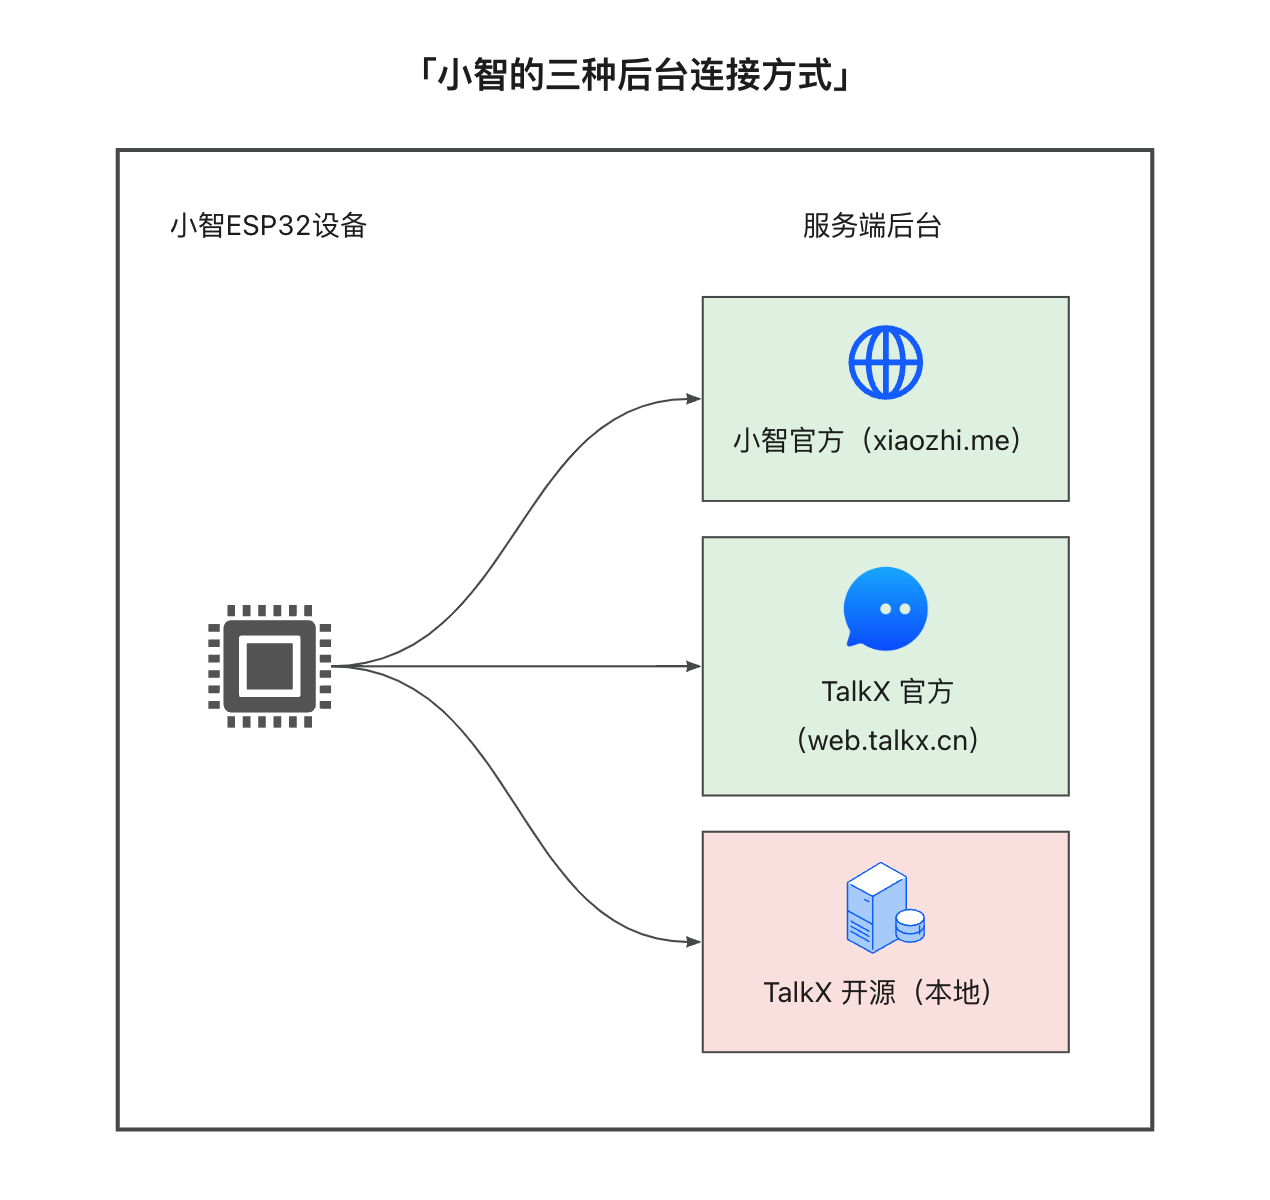 「小智的三种后台连接方式」
小智ESP32设备
服务端后台
小智官方（xiaozhi.me）
TalkX 官方
（web.talkx.cn）
TalkX 开源（本地）